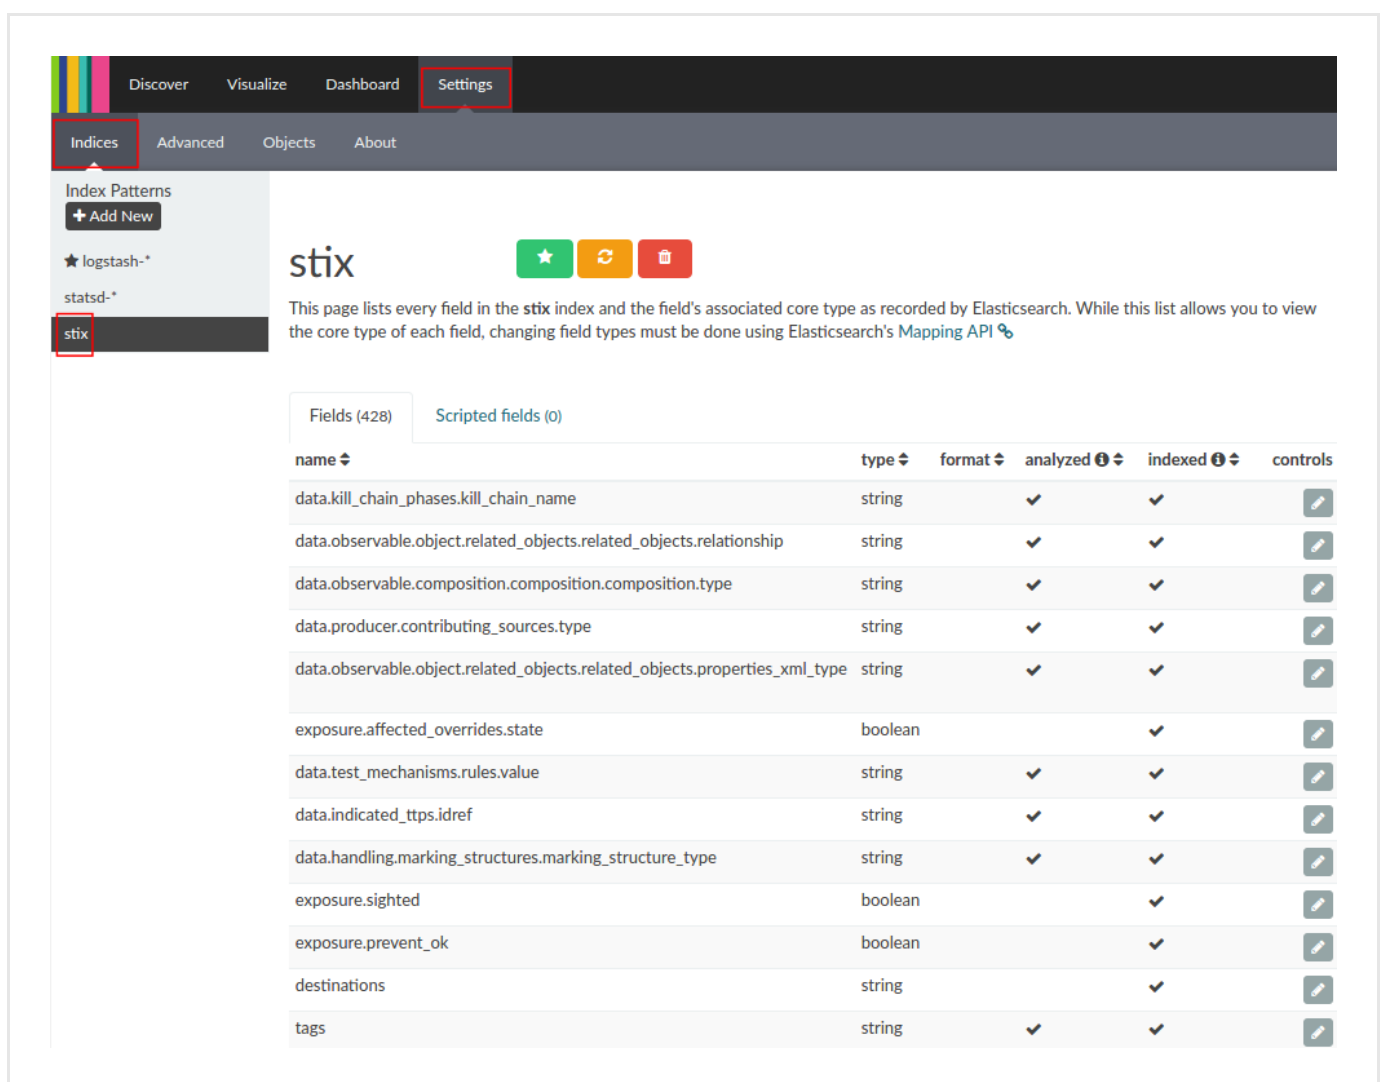 Discover Visualize Dashboard Settings
Indices Advanced Objects About
Index Patterns
Add New
logstash-*
statsd-*
stix
stix
This page lists every field in the stix index and the field's associated core type as recorded by Elasticsearch. While this list allows you to view
the core type of each field, changing field types must be done using Elasticsearch's Mapping API
Fields (428) Scripted fields (0)
name type format analyzed indexed controls
data.kill_chain_phases.kill_chain_name string
data.observable.object.related_objects.related_objects.relationship string
data.observable.composition.composition.composition.type string
data.producer.contributing_sources.type string
data.observable.object.related_objects.related_objects.properties_xml_type string
exposure.affected_overrides.state boolean
data.test_mechanisms.rules.value string
data.indicated_ttps.idref string
data.handling.marking_structures.marking_structure_type string
exposure.sighted boolean
exposure.prevent_ok boolean
destinations string
tags string